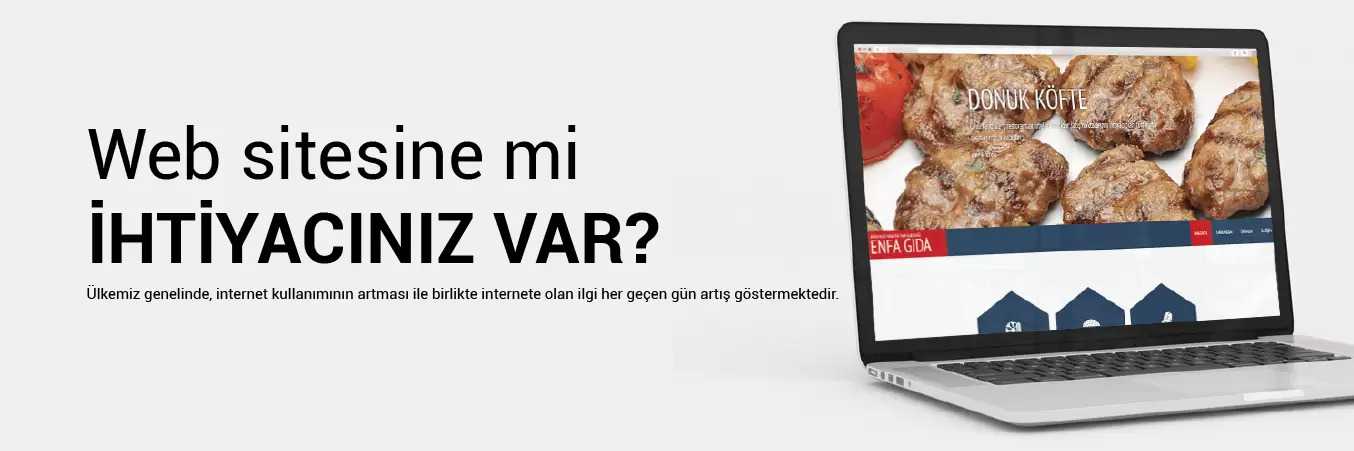 Web sitesine mi
İHTİYACINIZ VAR?
Ülkemiz genelinde, internet kullanımının artması ile birlikte internete olan ilgi her geçen gün artış göstermektedir.
DONUK KÖFTE
ENFA GIDA